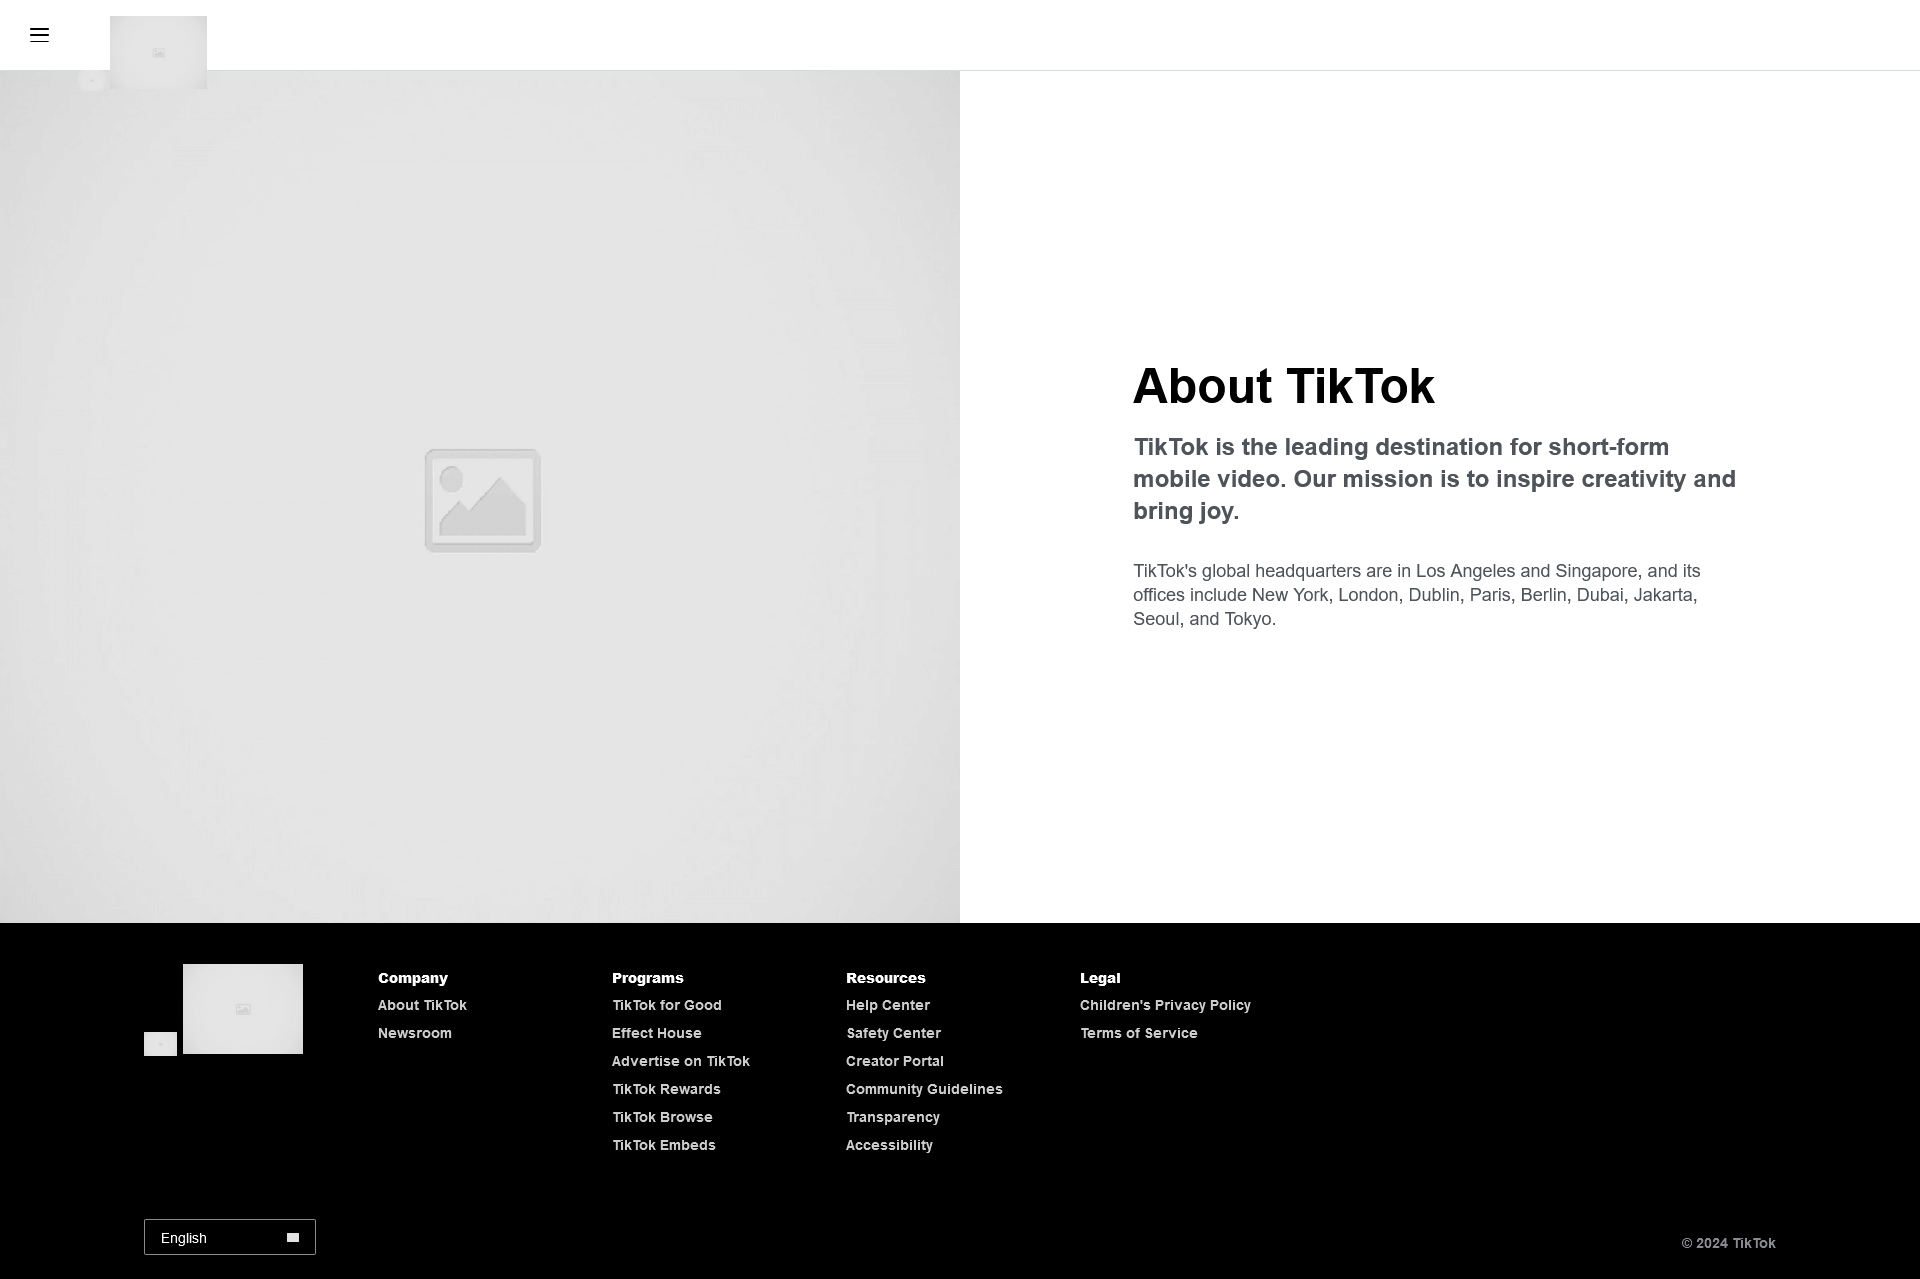 About TikTok
TikTok is the leading destination for short-form
mobile video. Our mission is to inspire creativity and
bring joy.
TikTok's global headquarters are in Los Angeles and Singapore, and its
offices include New York, London, Dublin, Paris, Berlin, Dubai, Jakarta,
Seoul, and Tokyo.
Company
About TikTok
Newsroom
Programs
TikTok for Good
Effect House
Advertise on TikTok
TikTok Rewards
TikTok Browse
TikTok Embeds
Resources
Help Center
Safety Center
Creator Portal
Community Guidelines
Transparency
Accessibility
Legal
Children's Privacy Policy
Terms of Service
English
© 2024 TikTok